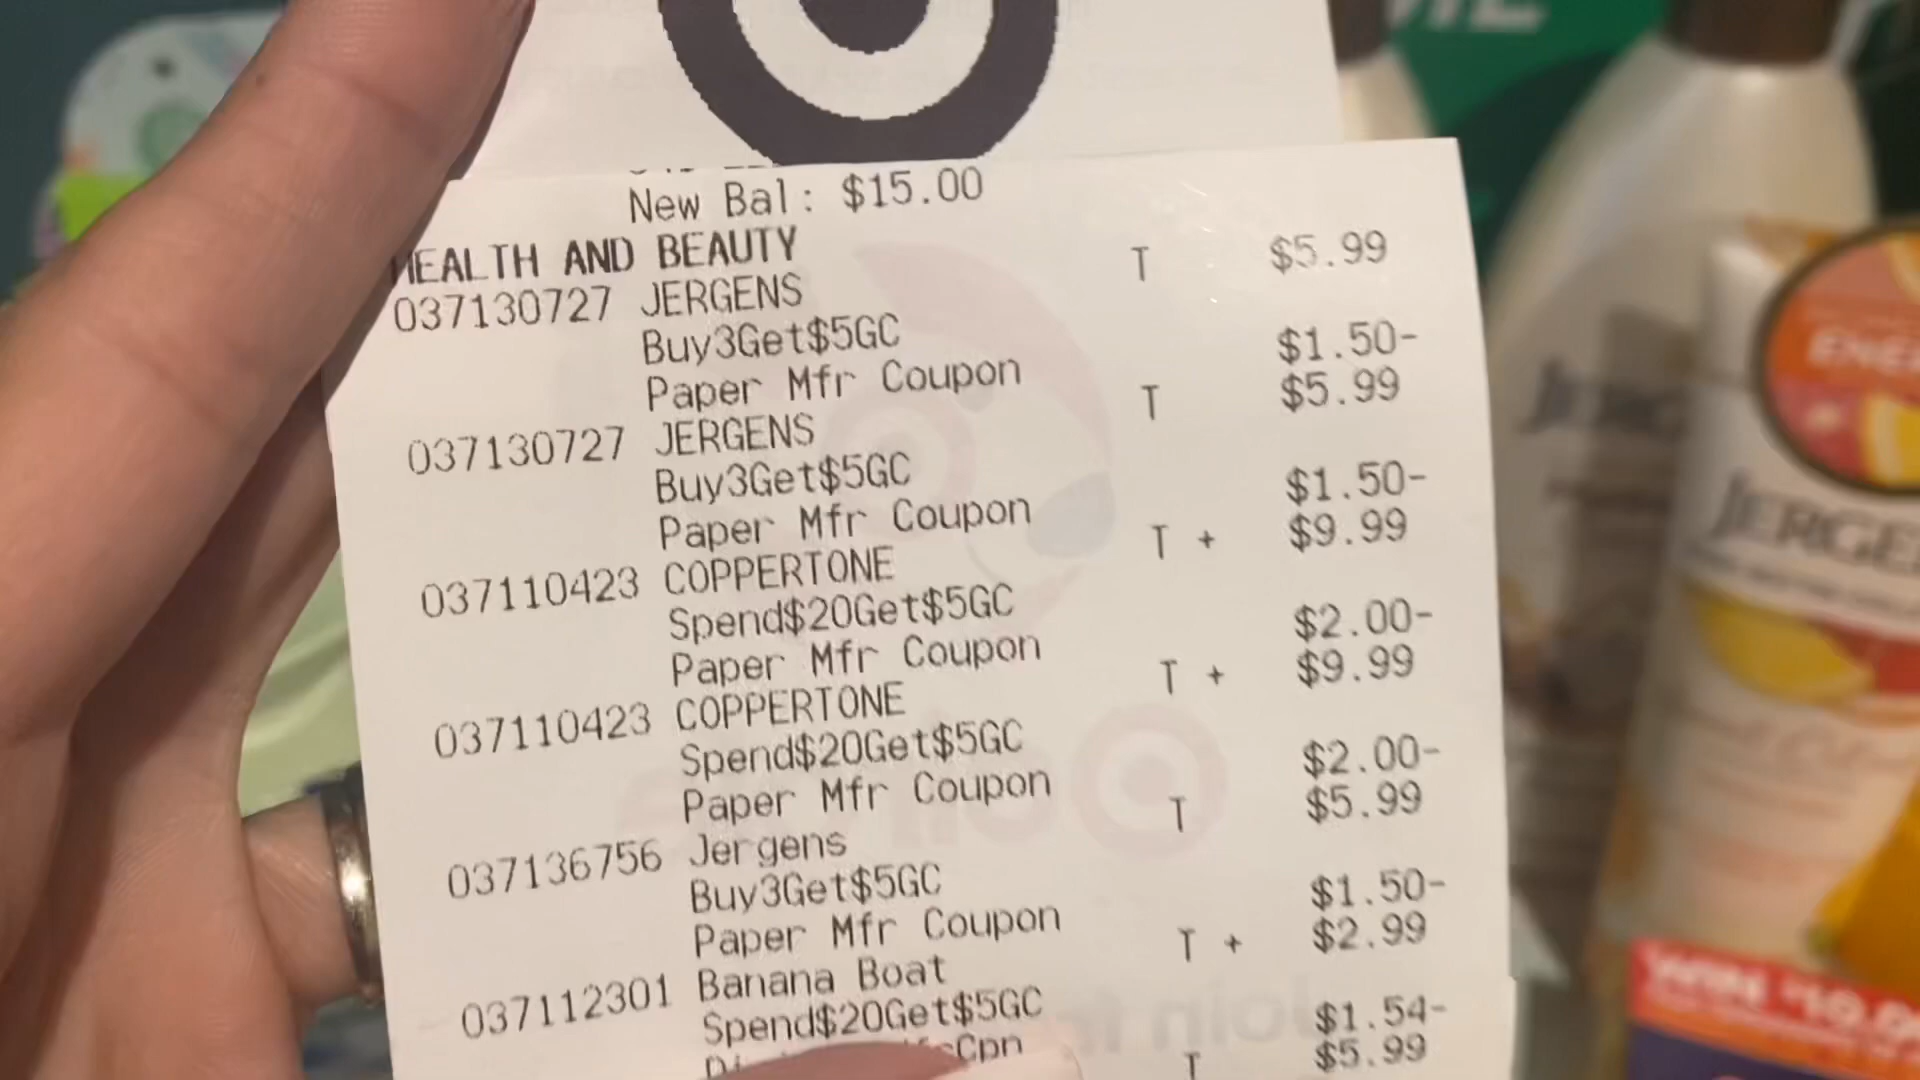 New Bal: $15.00
HEALTH AND BEAUTY
037130727 JERGENS T $5.99
Buy3Get$5GC
Paper Mfr Coupon $1.50-
037130727 JERGENS T $5.99
Buy3Get$5GC
Paper Mfr Coupon $1.50-
037110423 COPPERTONE T + $9.99
Spend$20Get$5GC
Paper Mfr Coupon $2.00-
037110423 COPPERTONE T + $9.99
Spend$20Get$5GC
Paper Mfr Coupon $2.00-
037136756 Jergens T $5.99
Buy3Get$5GC
Paper Mfr Coupon $1.50-
037112301 Banana Boat T + $2.99
Spend$20Get$5GC
Cpn $1.54-
T $5.99
JERGE
WIN